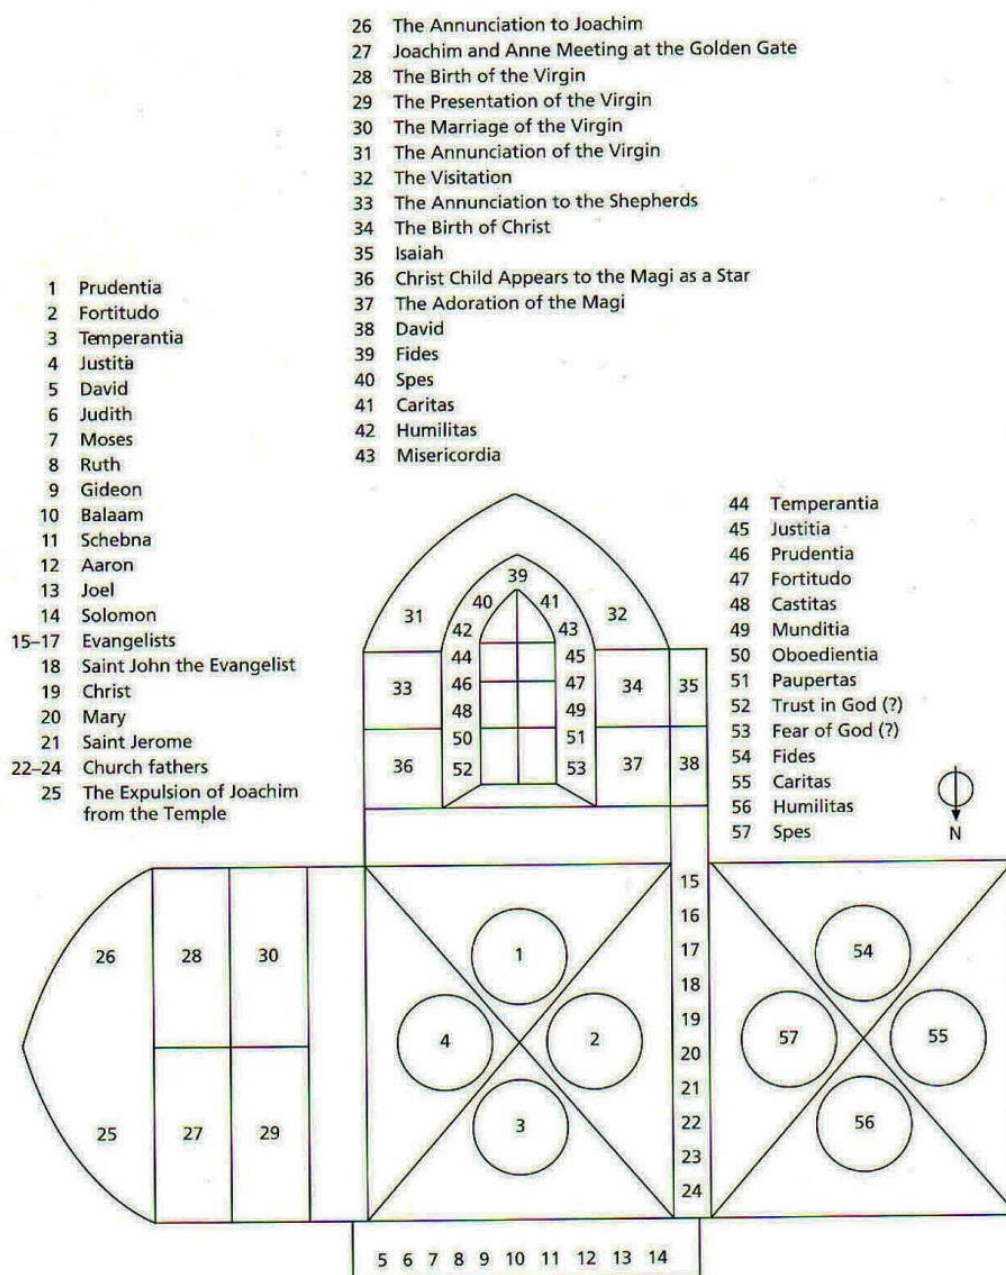 26 The Annunciation to Joachim
27 Joachim and Anne Meeting at the Golden Gate
28 The Birth of the Virgin
29 The Presentation of the Virgin
30 The Marriage of the Virgin
31 The Annunciation of the Virgin
32 The Visitation
33 The Annunciation to the Shepherds
34 The Birth of Christ
35 Isaiah
36 Christ Child Appears to the Magi as a Star
37 The Adoration of the Magi
38 David
39 Fides
40 Spes
41 Caritas
42 Humilitas
43 Misericordia
1 Prudentia
2 Fortitudo
3 Temperantia
4 Justitia
5 David
6 Judith
7 Moses
8 Ruth
9 Gideon
10 Balaam
11 Schebna
12 Aaron
13 Joel
14 Solomon
15–17 Evangelists
18 Saint John the Evangelist
19 Christ
20 Mary
21 Saint Jerome
22–24 Church fathers
25 The Expulsion of Joachim
from the Temple
44 Temperantia
45 Justitia
46 Prudentia
47 Fortitudo
48 Castitas
49 Munditia
50 Oboedientia
51 Paupertas
52 Trust in God (?)
53 Fear of God (?)
54 Fides
55 Caritas
56 Humilitas
57 Spes
N
39
40 41
31 42 43 32
44 45
33 46 47 34 35
48 49
50 51
36 52 53 37 38
15
16
17
18
19
20
21
22
23
24
26 28 30
25 27 29
1
4 2
3
54
57 55
56
5 6 7 8 9 10 11 12 13 14